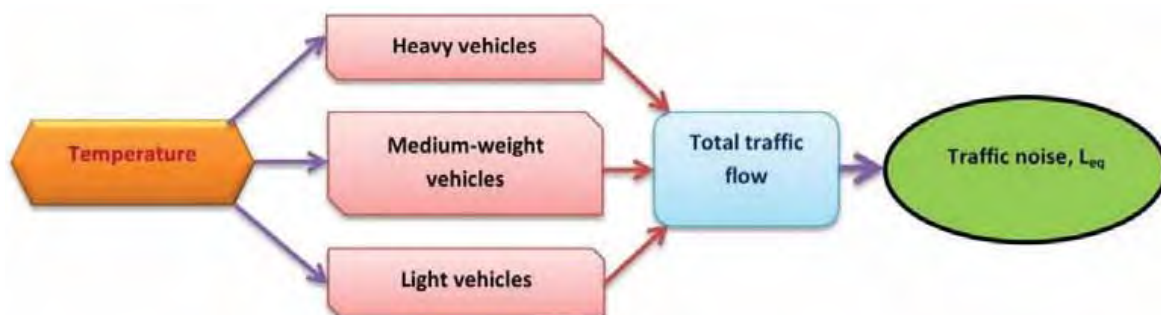 Heavy vehicles
Temperature
Medium-weight
vehicles
Total traffic
flow
Traffic noise, Leq
Light vehicles